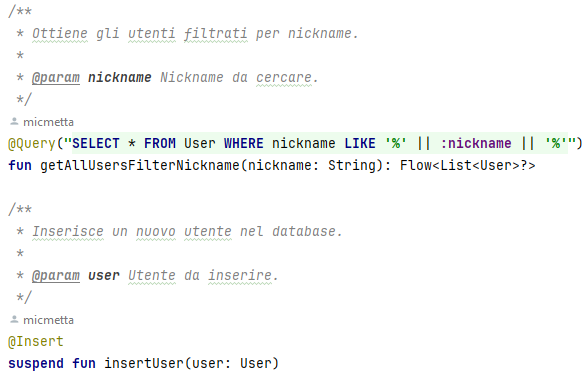 /**
 * Ottiene gli utenti filtrati per nickname.
 *
 * @param nickname Nickname da cercare.
 */
micmetta
@Query("SELECT * FROM User WHERE nickname LIKE '%' || :nickname || '%'")
fun getAllUsersFilterNickname(nickname: String): Flow<List<User>?>
/**
 * Inserisce un nuovo utente nel database.
 *
 * @param user Utente da inserire.
 */
micmetta
@Insert
suspend fun insertUser(user: User)